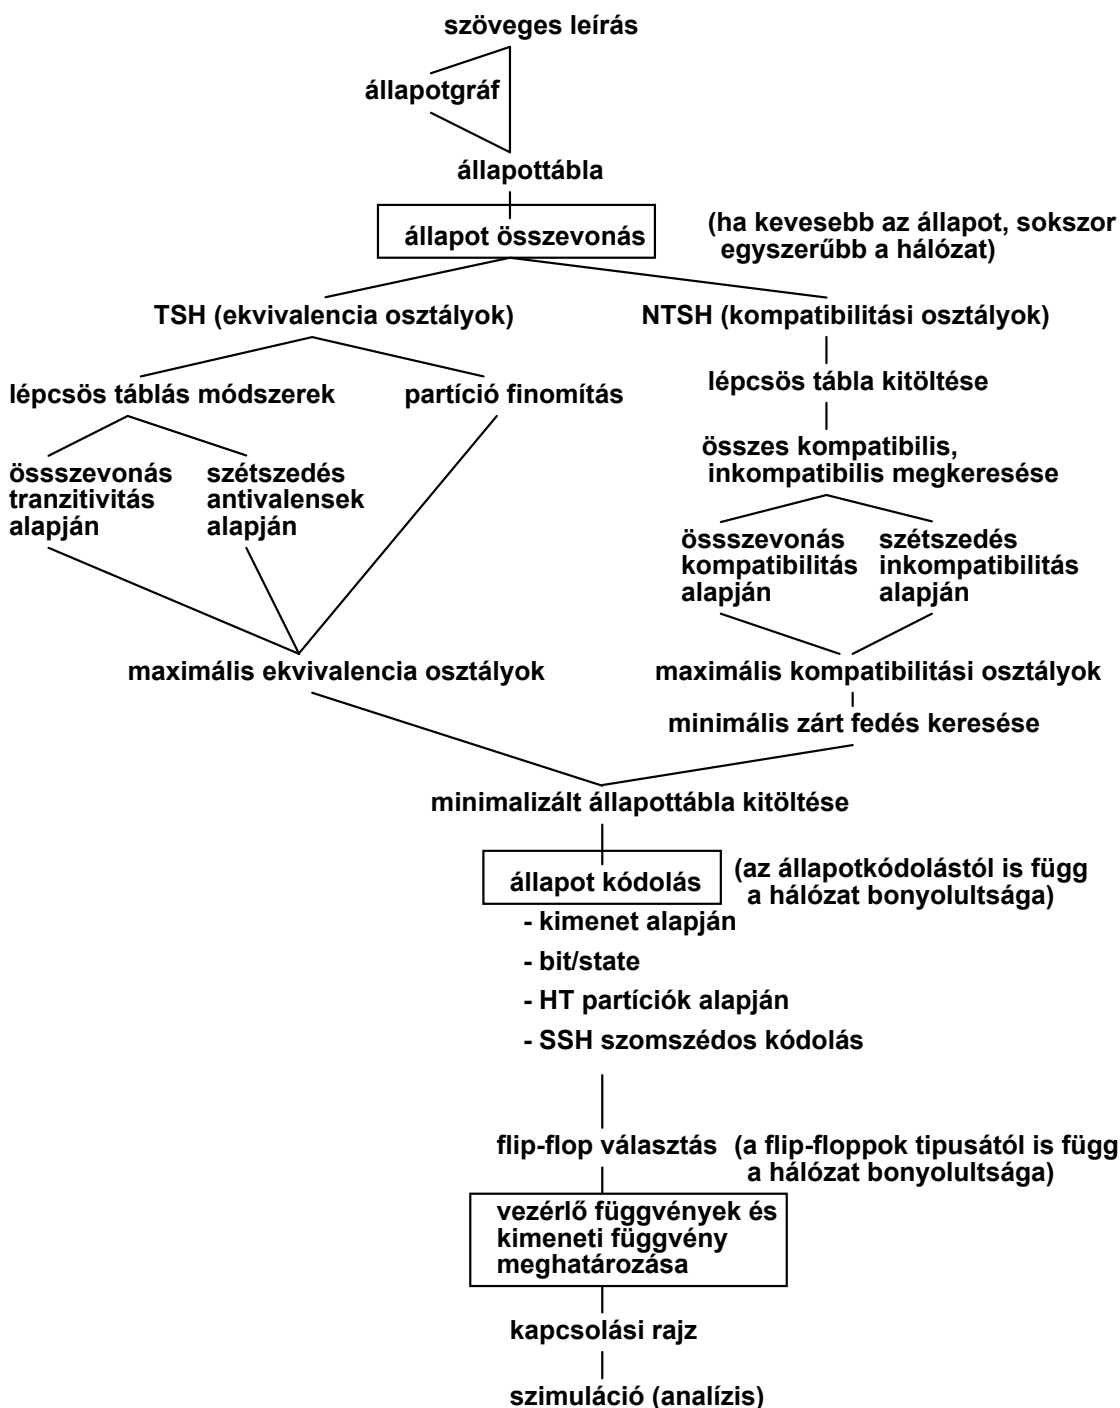 szöveges leírás
állapotgráf
állapottábla
állapot összevonás
(ha kevesebb az állapot, sokszor
egyszerűbb a hálózat)
TSH (ekvivalencia osztályok)
NTSH (kompatibilitási osztályok)
lépcsös táblás módszerek
partíció finomítás
lépcsös tábla kitöltése
össszevonás
tranzitivitás
alapján
szétszedés
antivalensek
alapján
összes kompatibilis,
inkompatibilis megkeresése
össszevonás
kompatibilitás
alapján
szétszedés
inkompatibilitás
alapján
maximális ekvivalencia osztályok
maximális kompatibilitási osztályok
minimális zárt fedés keresése
minimalizált állapottábla kitöltése
állapot kódolás
(az állapotkódolástól is függ
a hálózat bonyolultsága)
- kimenet alapján
- bit/state
- HT partíciók alapján
- SSH szomszédos kódolás
flip-flop választás
(a flip-floppok tipusától is függ
a hálózat bonyolultsága)
vezérlő függvények és
kimeneti függvény
meghatározása
kapcsolási rajz
szimuláció (analízis)